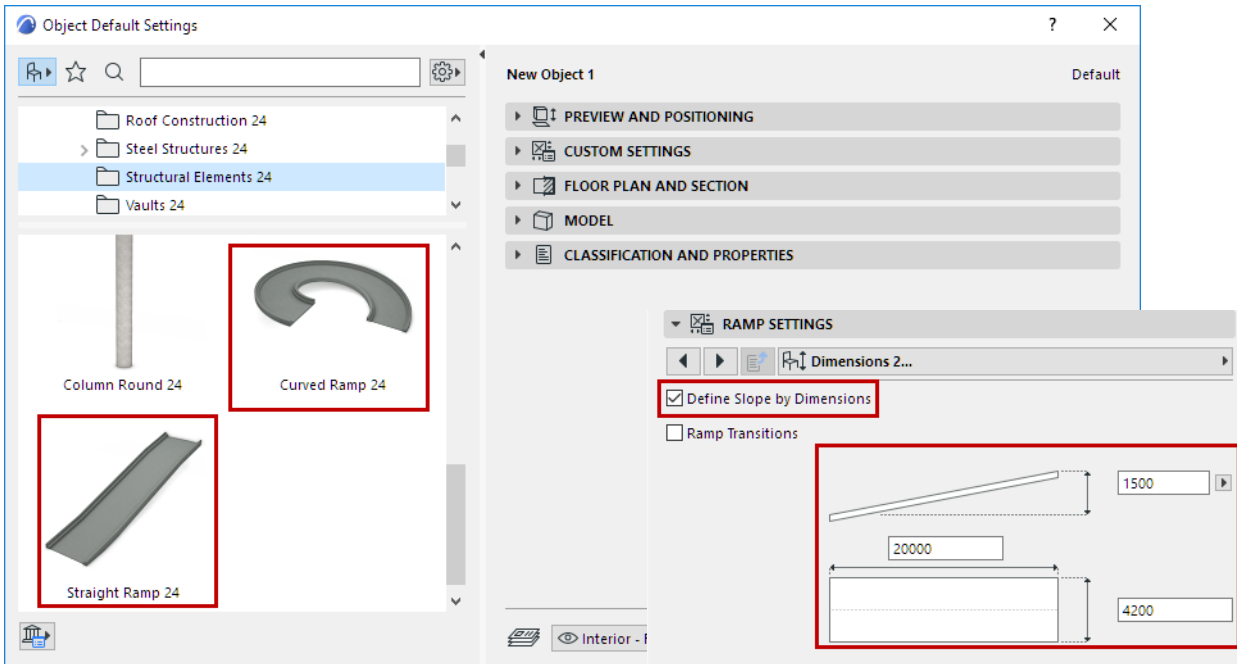 Object Default Settings
?
New Object 1
Default
Roof Construction 24
Steel Structures 24
Structural Elements 24
Vaults 24
PREVIEW AND POSITIONING
CUSTOM SETTINGS
FLOOR PLAN AND SECTION
MODEL
CLASSIFICATION AND PROPERTIES
Column Round 24
Curved Ramp 24
Straight Ramp 24
RAMP SETTINGS
Dimensions 2...
Define Slope by Dimensions
Ramp Transitions
1500
20000
4200
Interior -